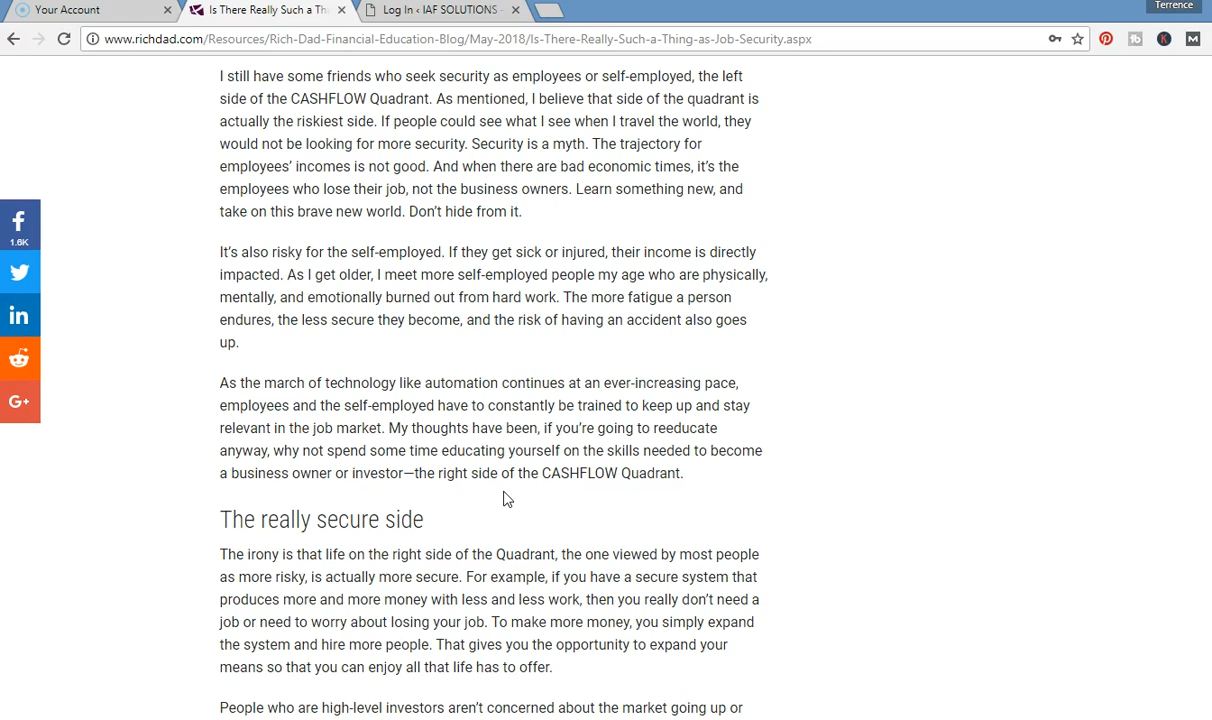 Your Account
Is There Really Such a Th
Log In ‹ IAF SOLUTIONS
Terrence
www.richdad.com/Resources/Rich-Dad-Financial-Education-Blog/May-2018/Is-There-Really-Such-a-Thing-as-Job-Security.aspx
I still have some friends who seek security as employees or self-employed, the left
side of the CASHFLOW Quadrant. As mentioned, I believe that side of the quadrant is
actually the riskiest side. If people could see what I see when I travel the world, they
would not be looking for more security. Security is a myth. The trajectory for
employees’ incomes is not good. And when there are bad economic times, it’s the
employees who lose their job, not the business owners. Learn something new, and
take on this brave new world. Don’t hide from it.
1.6K
It’s also risky for the self-employed. If they get sick or injured, their income is directly
impacted. As I get older, I meet more self-employed people my age who are physically,
mentally, and emotionally burned out from hard work. The more fatigue a person
endures, the less secure they become, and the risk of having an accident also goes
up.
As the march of technology like automation continues at an ever-increasing pace,
employees and the self-employed have to constantly be trained to keep up and stay
relevant in the job market. My thoughts have been, if you’re going to reeducate
anyway, why not spend some time educating yourself on the skills needed to become
a business owner or investor—the right side of the CASHFLOW Quadrant.
The really secure side
The irony is that life on the right side of the Quadrant, the one viewed by most people
as more risky, is actually more secure. For example, if you have a secure system that
produces more and more money with less and less work, then you really don’t need a
job or need to worry about losing your job. To make more money, you simply expand
the system and hire more people. That gives you the opportunity to expand your
means so that you can enjoy all that life has to offer.
People who are high-level investors aren’t concerned about the market going up or